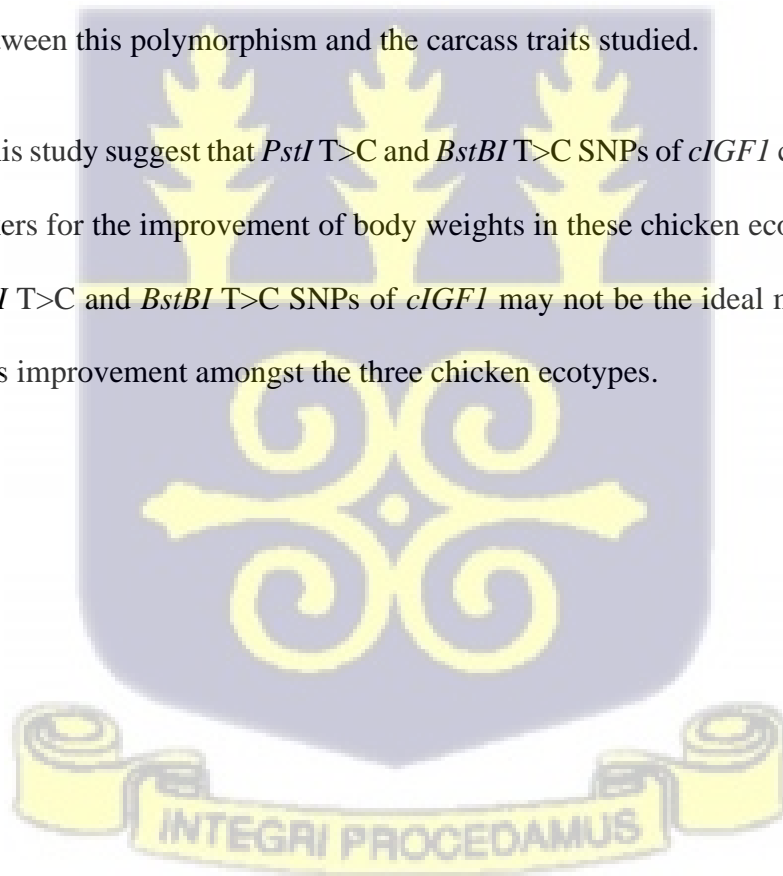 ween this polymorphism and the carcass traits studied.
is study suggest that PstI T>C and BstBI T>C SNPs of cIGF1 c
kers for the improvement of body weights in these chicken eco
I T>C and BstBI T>C SNPs of cIGF1 may not be the ideal m
s improvement amongst the three chicken ecotypes.
INTEGRI PROCEDAMUS